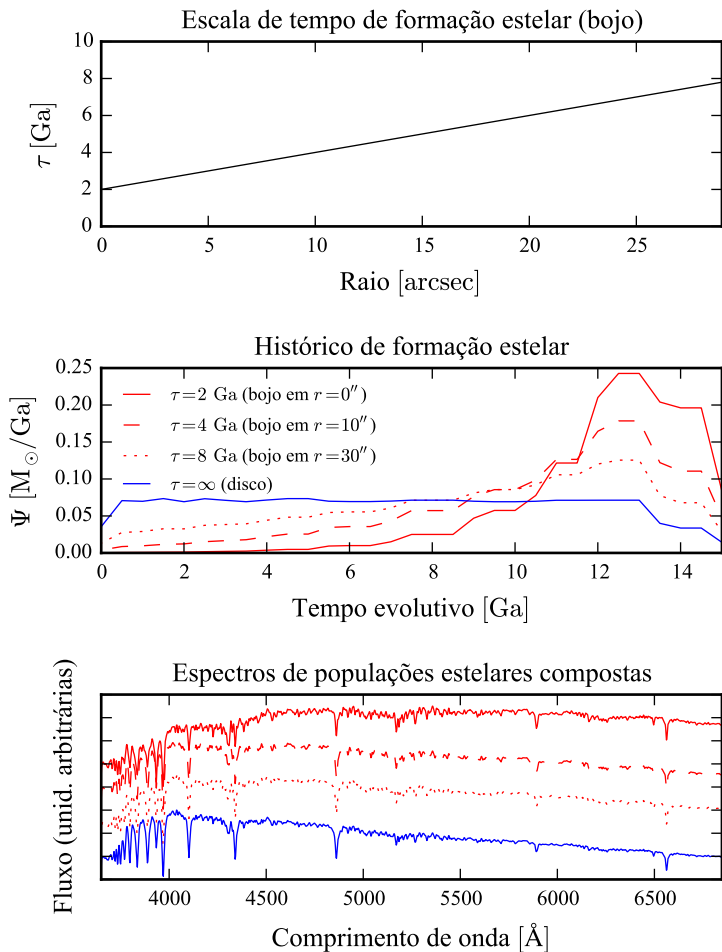 Escala de tempo de formação estelar (bojo)
10
8
6
4
2
0
τ [Ga]
0 5 10 15 20 25
Raio [arcsec]
Histórico de formação estelar
0.25
0.20
0.15
0.10
0.05
0.00
Ψ [M⊙/Ga]
τ=2 Ga (bojo em r=0″)
τ=4 Ga (bojo em r=10″)
τ=8 Ga (bojo em r=30″)
τ=∞ (disco)
0 2 4 6 8 10 12 14
Tempo evolutivo [Ga]
Espectros de populações estelares compostas
Fluxo (unid. arbitrárias)
4000 4500 5000 5500 6000 6500
Comprimento de onda [Å]